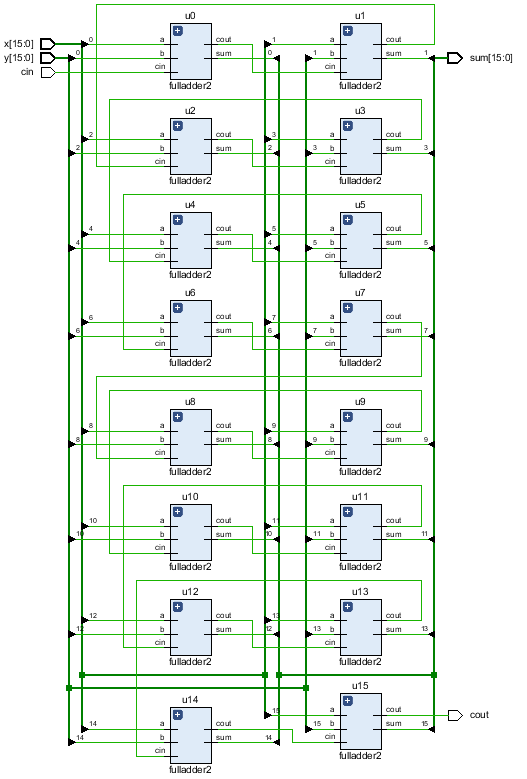 u0 u1
x[15:0] 0 a cout 1 a cout
y[15:0] 0 b sum 0 1 b sum 1 sum[15:0]
cin cin cin
fulladder2 fulladder2
u2 u3
2 a cout 3 a cout
2 b sum 2 3 b sum 3
cin cin
fulladder2 fulladder2
u4 u5
4 a cout 5 a cout
4 b sum 4 5 b sum 5
cin cin
fulladder2 fulladder2
u6 u7
6 a cout 7 a cout
6 b sum 6 7 b sum 7
cin cin
fulladder2 fulladder2
u8 u9
8 a cout 9 a cout
8 b sum 8 9 b sum 9
cin cin
fulladder2 fulladder2
u10 u11
10 a cout 11 a cout
10 b sum 10 11 b sum 11
cin cin
fulladder2 fulladder2
u12 u13
12 a cout 13 a cout
12 b sum 12 13 b sum 13
cin cin
fulladder2 fulladder2
u14 u15
15 a cout cout
14 a cout 15 b sum 15
14 b sum 14 cin
cin fulladder2
fulladder2